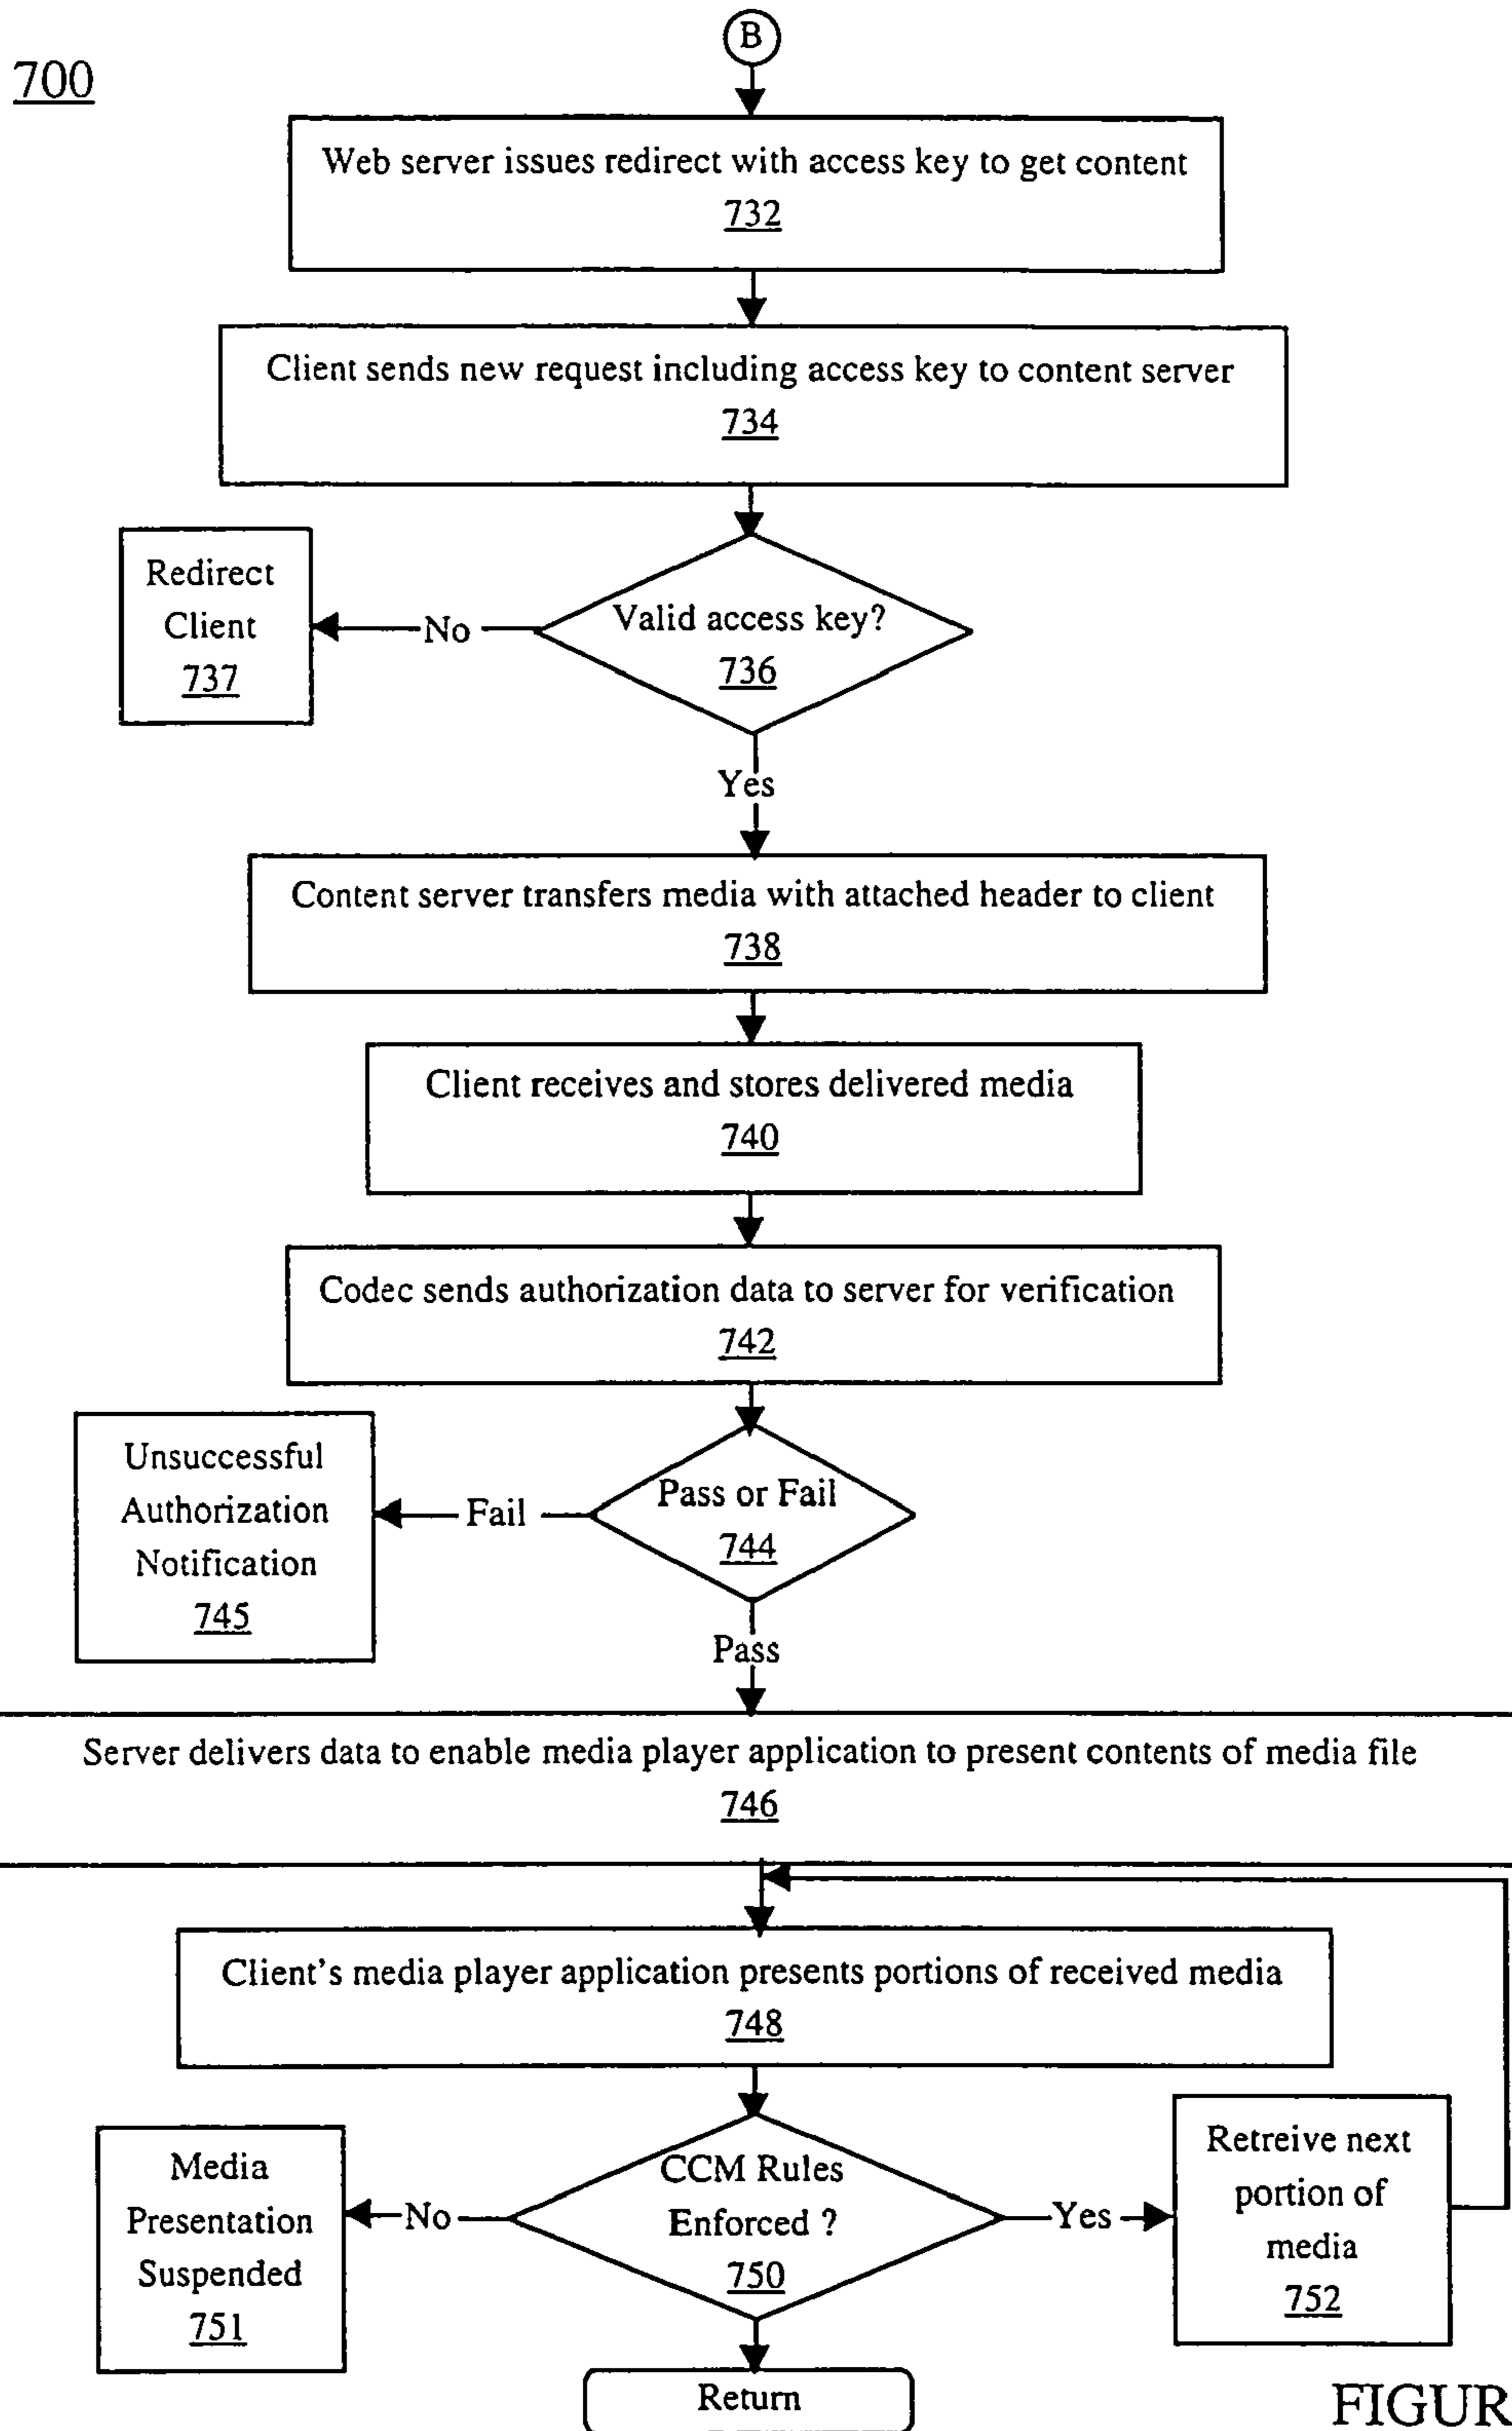 B
700
Web server issues redirect with access key to get content
732
Client sends new request including access key to content server
734
Redirect
Client
737
No
Valid access key?
736
Yes
Content server transfers media with attached header to client
738
Client receives and stores delivered media
740
Codec sends authorization data to server for verification
742
Unsuccessful
Authorization
Notification
745
Fail
Pass or Fail
744
Pass
Server delivers data to enable media player application to present contents of media file
746
Client's media player application presents portions of received media
748
Media
Presentation
Suspended
751
No
CCM Rules
Enforced ?
750
Yes
Retreive next
portion of
media
752
Return
FIGUR